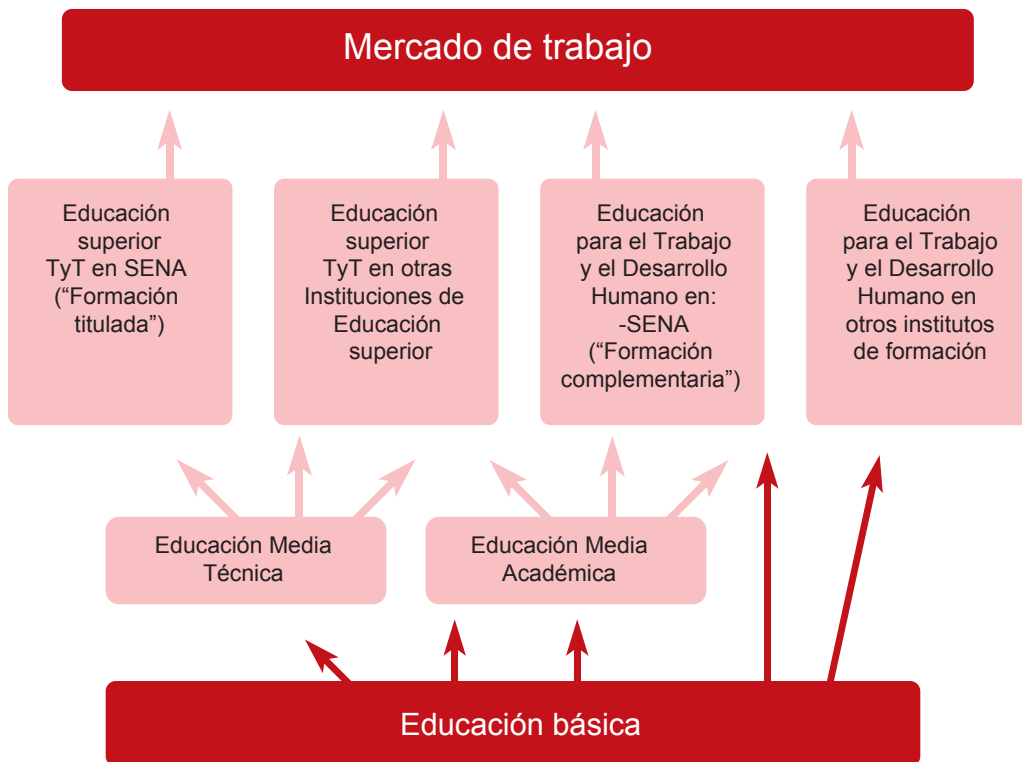 Mercado de trabajo
Educación
superior
TyT en SENA
(“Formación
titulada”)
Educación
superior
TyT en otras
Instituciones de
Educación
superior
Educación
para el Trabajo
y el Desarrollo
Humano en:
-SENA
(“Formación
complementaria”)
Educación
para el Trabajo
y el Desarrollo
Humano en
otros institutos
de formación
Educación Media
Técnica
Educación Media
Académica
Educación básica